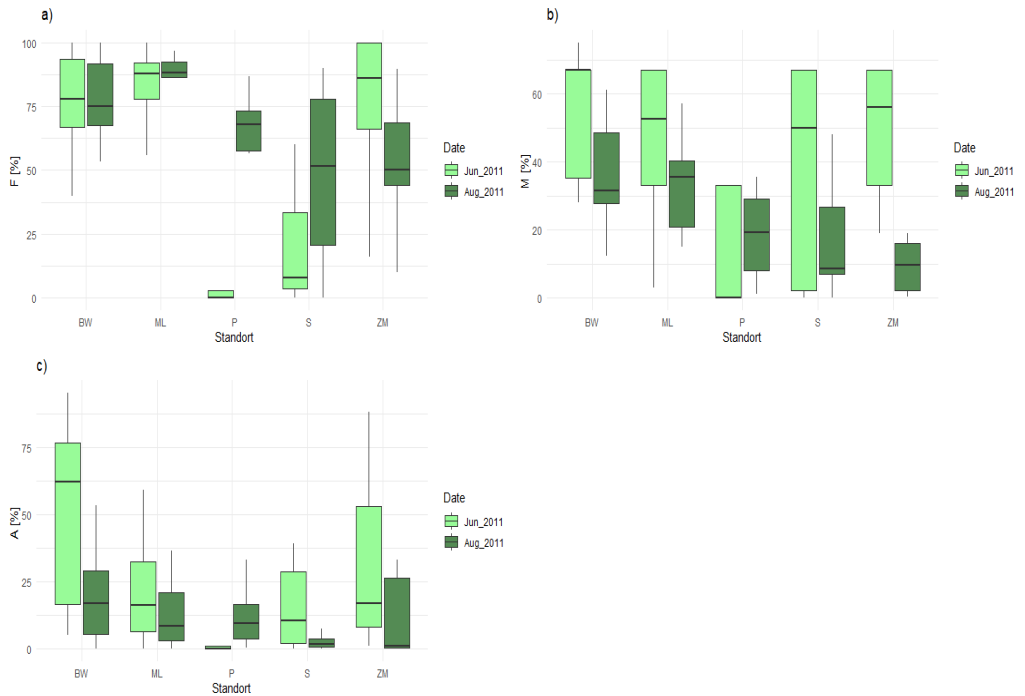 a)
100
75
50
25
0
F [%]
BW ML P S ZM
Standort
Date
Jun_2011
Aug_2011
b)
60
40
20
0
M [%]
BW ML P S ZM
Standort
Date
Jun_2011
Aug_2011
c)
75
50
25
0
A [%]
BW ML P S ZM
Standort
Date
Jun_2011
Aug_2011